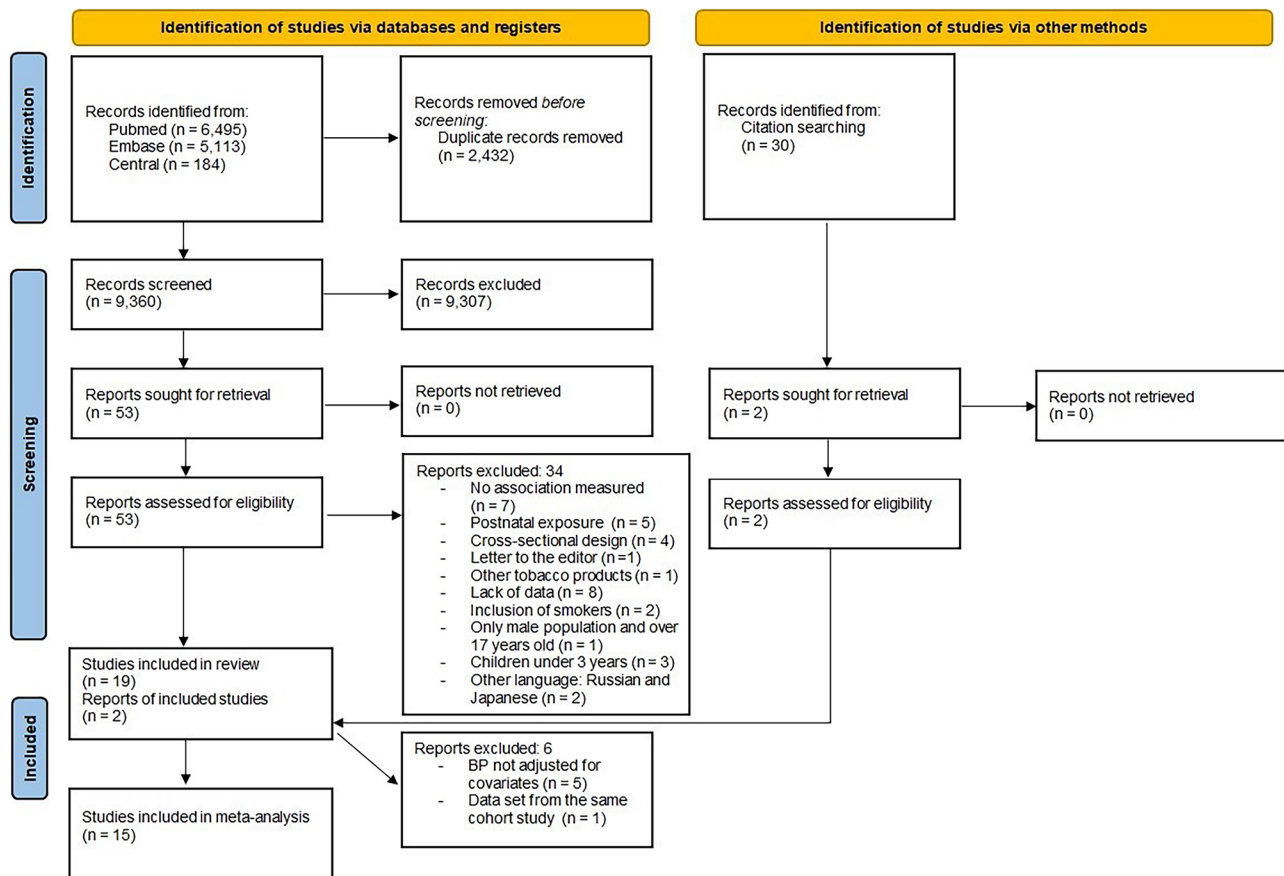 Identification of studies via databases and registers
Identification of studies via other methods
Identification
Records identified from:
Pubmed (n = 6,495)
Embase (n = 5,113)
Central (n = 184)
Records removed before
screening:
Duplicate records removed
(n = 2,432)
Records identified from:
Citation searching
(n = 30)
Screening
Records screened
(n = 9,360)
Records excluded
(n = 9,307)
Reports sought for retrieval
(n = 53)
Reports not retrieved
(n = 0)
Reports sought for retrieval
(n = 2)
Reports not retrieved
(n = 0)
Reports assessed for eligibility
(n = 53)
Reports excluded: 34
- No association measured
(n = 7)
- Postnatal exposure (n = 5)
- Cross-sectional design (n = 4)
- Letter to the editor (n =1)
- Other tobacco products (n = 1)
- Lack of data (n = 8)
- Inclusion of smokers (n = 2)
- Only male population and over
17 years old (n = 1)
- Children under 3 years (n = 3)
- Other language: Russian and
Japanese (n = 2)
Reports assessed for eligibility
(n = 2)
Included
Studies included in review
(n = 19)
Reports of included studies
(n = 2)
Reports excluded: 6
- BP not adjusted for
covariates (n = 5)
- Data set from the same
cohort study (n = 1)
Studies included in meta-analysis
(n = 15)